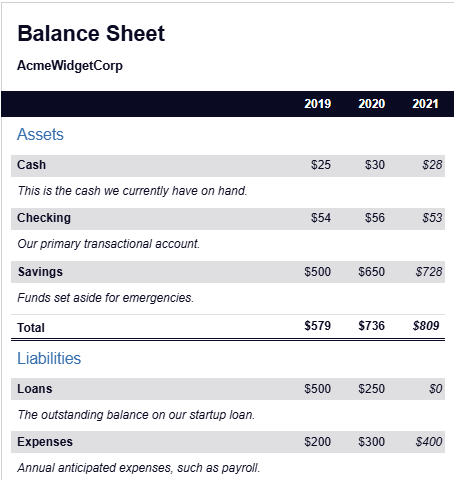 Balance Sheet
AcmeWidgetCorp
2019 2020 2021
Assets
Cash $25 $30 $28
This is the cash we currently have on hand.
Checking $54 $56 $53
Our primary transactional account.
Savings $500 $650 $728
Funds set aside for emergencies.
Total $579 $736 $809
Liabilities
Loans $500 $250 $0
The outstanding balance on our startup loan.
Expenses $200 $300 $400
Annual anticipated expenses, such as payroll.